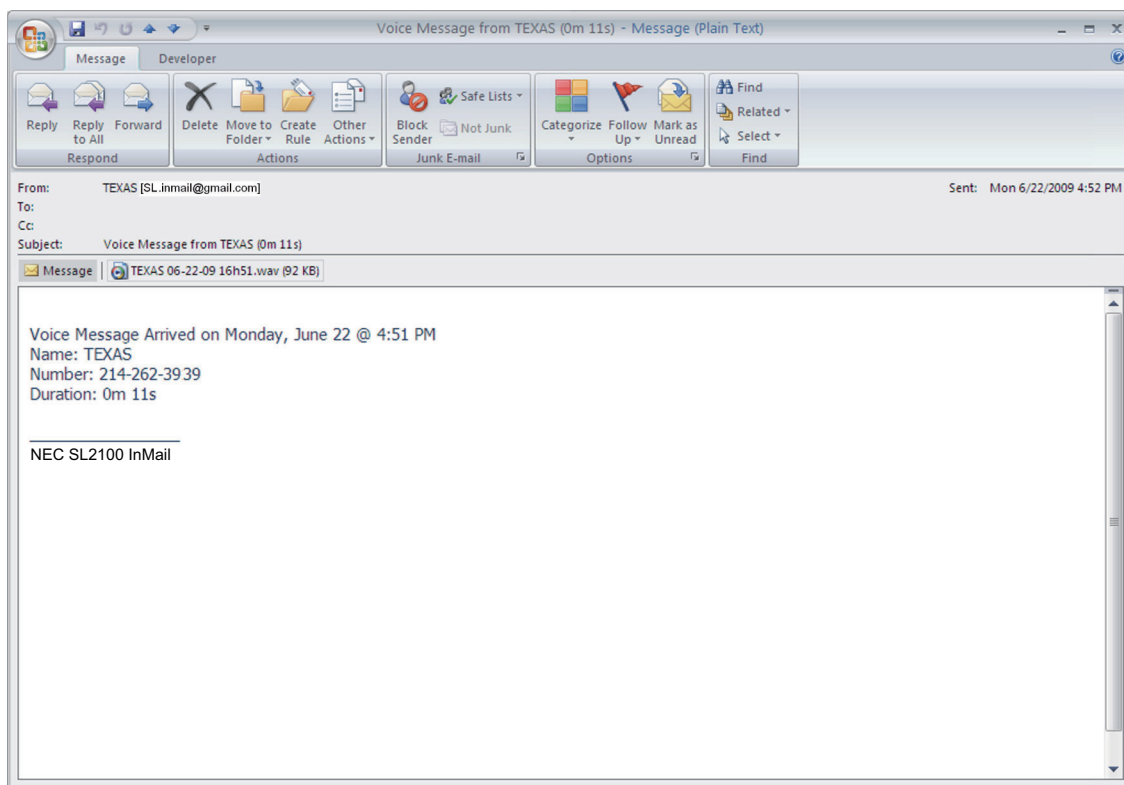 Voice Message from TEXAS (0m 11s) - Message (Plain Text)
Message Developer
Reply Reply to All Forward
Delete Move to Folder Create Rule Other Actions
Block Sender Safe Lists Not Junk
Categorize Follow Up Mark as Unread
Find Related Select
Respond Actions Junk E-mail Options Find
From: TEXAS [SL.inmail@gmail.com] Sent: Mon 6/22/2009 4:52 PM
To:
Cc:
Subject: Voice Message from TEXAS (0m 11s)
Message TEXAS 06-22-09 16h51.wav (92 KB)
Voice Message Arrived on Monday, June 22 @ 4:51 PM
Name: TEXAS
Number: 214-262-3939
Duration: 0m 11s
NEC SL2100 InMail